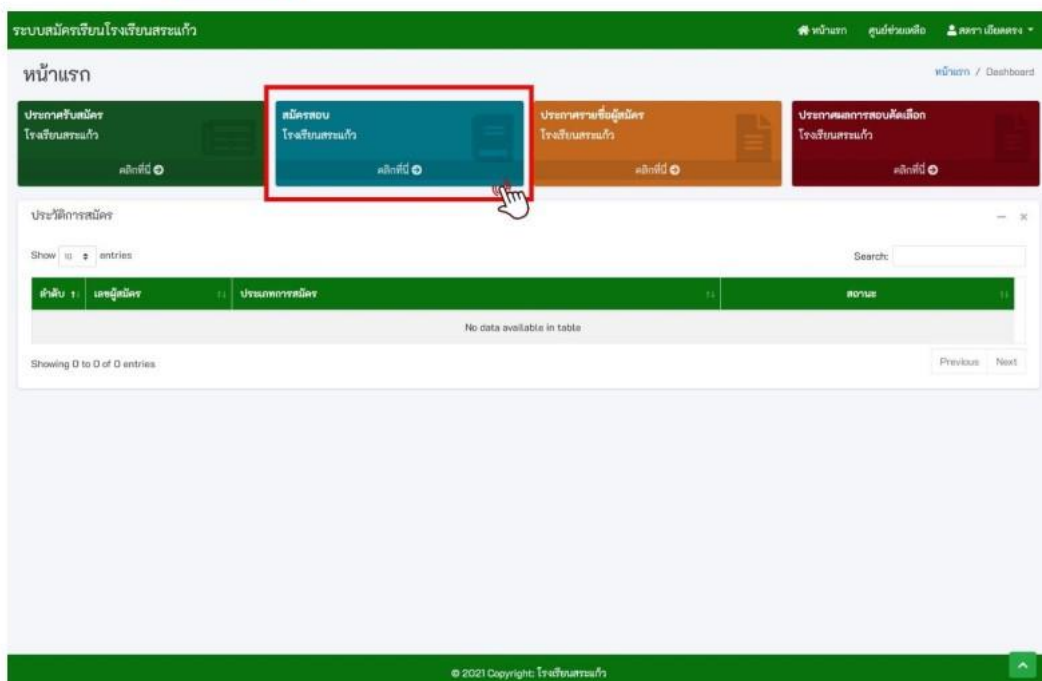 ระบบสมัครเรียนโรงเรียนสระแก้ว
หน้าแรก ศูนย์ช่วยเหลือ
หน้าแรก
หน้าแรก / Dashboard
ประกาศรับสมัคร
โรงเรียนสระแก้ว
คลิกที่นี่
สมัครสอบ
โรงเรียนสระแก้ว
คลิกที่นี่
ประกาศรายชื่อผู้สมัคร
โรงเรียนสระแก้ว
คลิกที่นี่
ประกาศผลการสอบคัดเลือก
โรงเรียนสระแก้ว
คลิกที่นี่
ประวัติการสมัคร
Show 10 entries
Search:
ลำดับ เลขผู้สมัคร ประเภทการสมัคร สถานะ
No data available in table
Showing 0 to 0 of 0 entries
Previous Next
© 2021 Copyright: โรงเรียนสระแก้ว